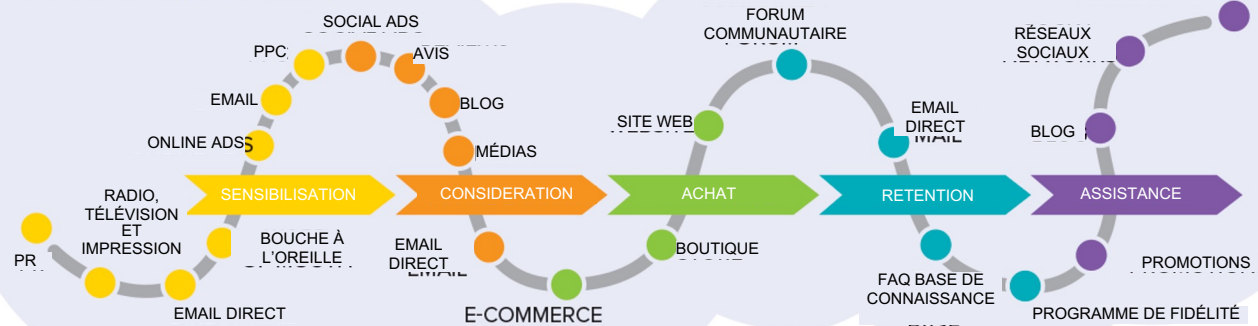 SOCIAL ADS
PPC
AVIS
EMAIL
BLOG
ONLINE ADS
MÉDIAS
RADIO,
TÉLÉVISION
ET
IMPRESSION
PR
BOUCHE À
L'OREILLE
EMAIL DIRECT
SENSIBILISATION
CONSIDERATION
ACHAT
RETENTION
ASSISTANCE
EMAIL
DIRECT
E-COMMERCE
BOUTIQUE
SITE WEB
FORUM
COMMUNAUTAIRE
EMAIL
DIRECT
MAIL
FAQ BASE DE
CONNAISSANCE
PROGRAMME DE FIDÉLITÉ
PROMOTIONS
BLOG
RÉSEAUX
SOCIAUX